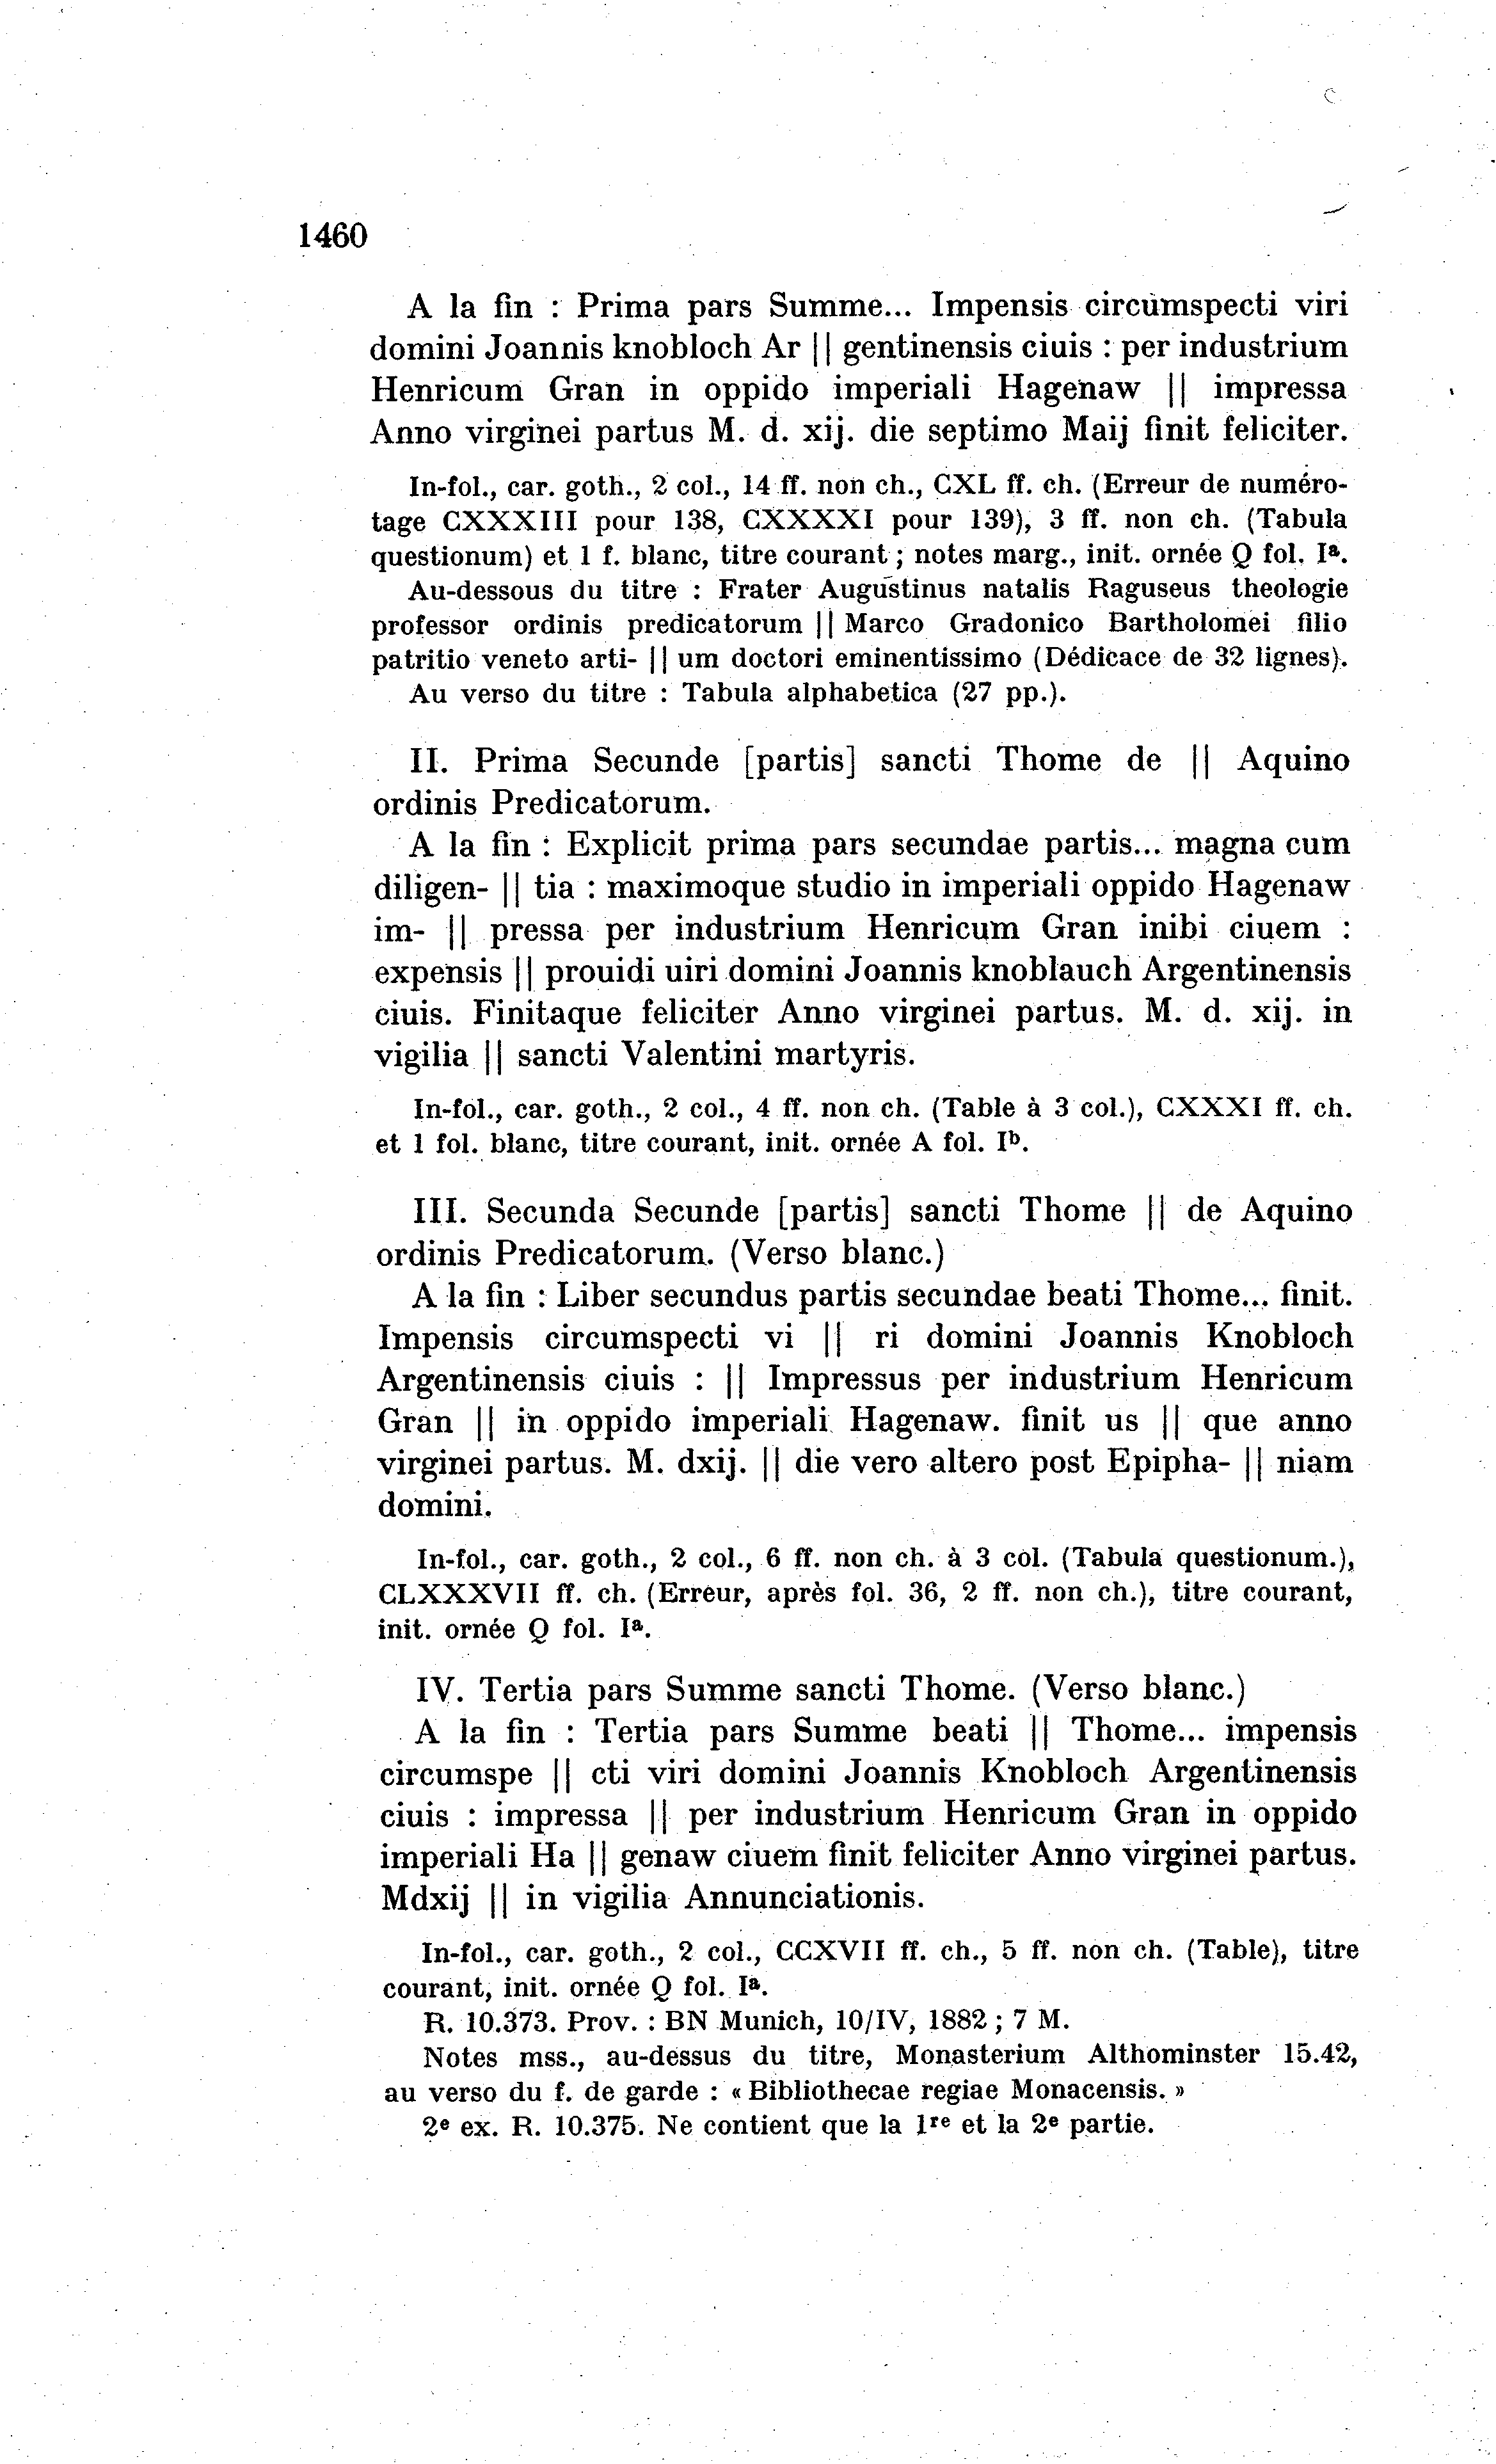 1460
A la fin : Prima pars Summe... Impensis circumspecti viri
domini Joannis knobloch Ar || gentinensis ciuis : per industrium
Henricum Gran in oppido imperiali Hagenaw || impressa
Anno virginei partus M. d. xij. die septimo Maij finit feliciter.
In-fol., car. goth., 2 col., 14 ff. non ch., CXL ff. ch. (Erreur de numéro-
tage CXXXIII pour 138, CXXXXI pour 139), 3 ff. non ch. (Tabula
questionum) et 1 f. blanc, titre courant ; notes marg., init. ornée Q fol. Iª.
Au-dessous du titre : Frater Augustinus natalis Raguseus theologie
professor ordinis predicatorum || Marco Gradonico Bartholomei filio
patritio veneto arti- || um doctori eminentissimo (Dédicace de 32 lignes).
Au verso du titre : Tabula alphabetica (27 pp.).
II. Prima Secunde [partis] sancti Thome de || Aquino
ordinis Predicatorum.
A la fin : Explicit prima pars secundae partis... magna cum
diligen- || tia : maximoque studio in imperiali oppido Hagenaw
im- || pressa per industrium Henricum Gran inibi ciuem :
expensis || prouidi uiri domini Joannis knoblauch Argentinensis
ciuis. Finitaque feliciter Anno virginei partus. M. d. xij. in
vigilia || sancti Valentini martyris.
In-fol., car. goth., 2 col., 4 ff. non ch. (Table à 3 col.), CXXXI ff. ch.
et 1 fol. blanc, titre courant, init. ornée A fol. Iᵇ.
III. Secunda Secunde [partis] sancti Thome || de Aquino
ordinis Predicatorum. (Verso blanc.)
A la fin : Liber secundus partis secundae beati Thome... finit.
Impensis circumspecti vi || ri domini Joannis Knobloch
Argentinensis ciuis : || Impressus per industrium Henricum
Gran || in oppido imperiali Hagenaw. finit us || que anno
virginei partus. M. dxij. || die vero altero post Epipha- || niam
domini.
In-fol., car. goth., 2 col., 6 ff. non ch. à 3 col. (Tabula questionum.),
CLXXXVII ff. ch. (Erreur, après fol. 36, 2 ff. non ch.), titre courant,
init. ornée Q fol. Iª.
IV. Tertia pars Summe sancti Thome. (Verso blanc.)
A la fin : Tertia pars Summe beati || Thome... impensis
circumspe || cti viri domini Joannis Knobloch Argentinensis
ciuis : impressa || per industrium Henricum Gran in oppido
imperiali Ha || genaw ciuem finit feliciter Anno virginei partus.
Mdxij || in vigilia Annunciationis.
In-fol., car. goth., 2 col., CCXVII ff. ch., 5 ff. non ch. (Table), titre
courant, init. ornée Q fol. Iª.
R. 10.373. Prov. : BN Munich, 10/IV, 1882 ; 7 M.
Notes mss., au-dessus du titre, Monasterium Althominster 15.42,
au verso du f. de garde : « Bibliothecae regiae Monacensis. »
2ᵉ ex. R. 10.375. Ne contient que la 1ʳᵉ et la 2ᵉ partie.